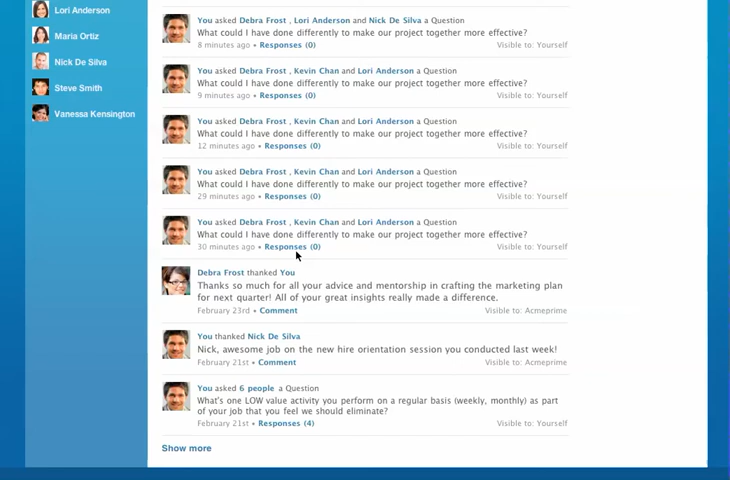 Lori Anderson
Maria Ortiz
Nick De Silva
Steve Smith
Vanessa Kensington
You asked Debra Frost , Lori Anderson and Nick De Silva a Question
What could I have done differently to make our project together more effective?
8 minutes ago • Responses (0) Visible to: Yourself
You asked Debra Frost , Kevin Chan and Lori Anderson a Question
What could I have done differently to make our project together more effective?
9 minutes ago • Responses (0) Visible to: Yourself
You asked Debra Frost , Kevin Chan and Lori Anderson a Question
What could I have done differently to make our project together more effective?
12 minutes ago • Responses (0) Visible to: Yourself
You asked Debra Frost , Kevin Chan and Lori Anderson a Question
What could I have done differently to make our project together more effective?
29 minutes ago • Responses (0) Visible to: Yourself
You asked Debra Frost , Kevin Chan and Lori Anderson a Question
What could I have done differently to make our project together more effective?
30 minutes ago • Responses (0) Visible to: Yourself
Debra Frost thanked You
Thanks so much for all your advice and mentorship in crafting the marketing plan
for next quarter! All of your great insights really made a difference.
February 23rd • Comment Visible to: Acmeprime
You thanked Nick De Silva
Nick, awesome job on the new hire orientation session you conducted last week!
February 21st • Comment Visible to: Acmeprime
You asked 6 people a Question
What's one LOW value activity you perform on a regular basis (weekly, monthly) as part
of your job that you feel we should eliminate?
February 21st • Responses (4) Visible to: Yourself
Show more